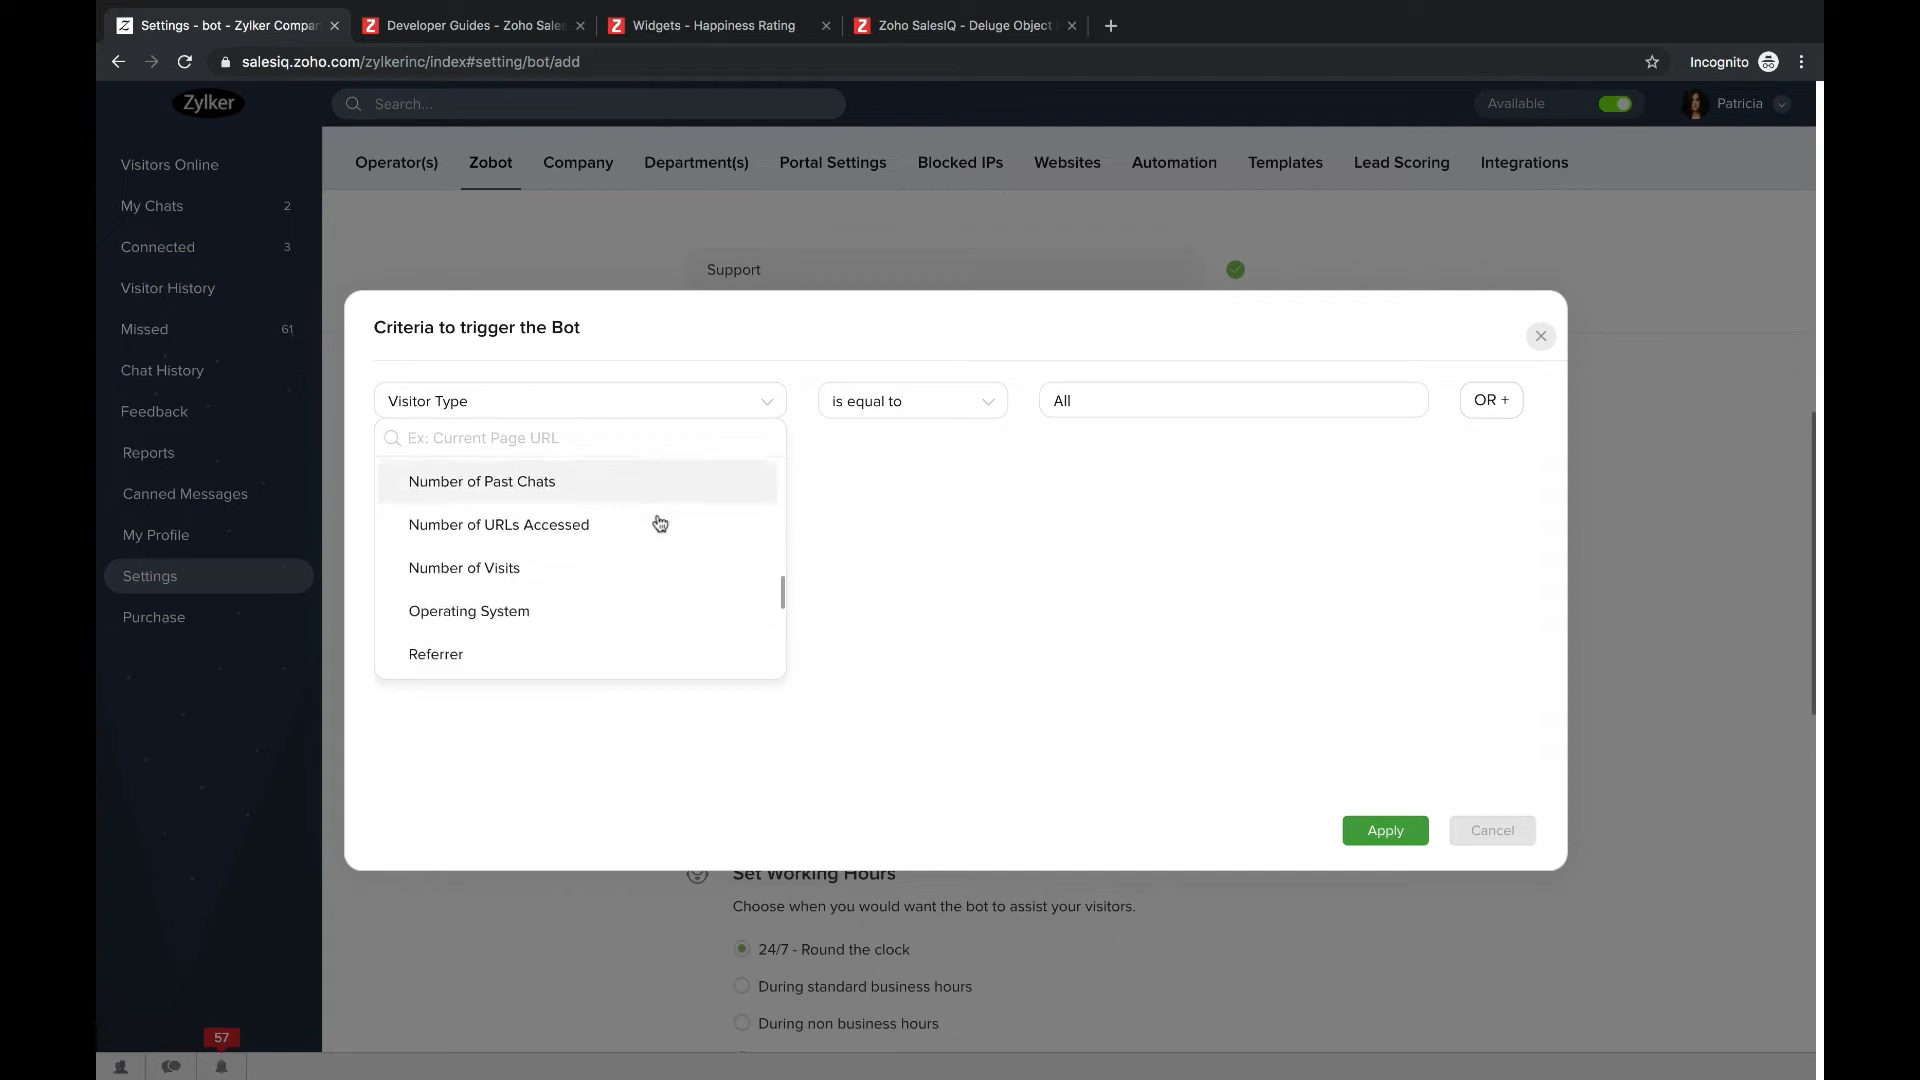 Settings - bot - Zylker Compar
Developer Guides - Zoho Sales
Widgets - Happiness Rating
Zoho SalesIQ - Deluge Object
salesiq.zoho.com/zylkerinc/index#setting/bot/add
Incognito
Zylker
Search...
Available
Patricia
Visitors Online
My Chats 2
Connected 3
Visitor History
Missed 61
Chat History
Feedback
Reports
Canned Messages
My Profile
Settings
Purchase
57
Operator(s) Zobot Company Department(s) Portal Settings Blocked IPs Websites Automation Templates Lead Scoring Integrations
Support
Criteria to trigger the Bot
Visitor Type is equal to All OR +
Ex: Current Page URL
Number of Past Chats
Number of URLs Accessed
Number of Visits
Operating System
Referrer
Apply Cancel
Set Working Hours
Choose when you would want the bot to assist your visitors.
24/7 - Round the clock
During standard business hours
During non business hours